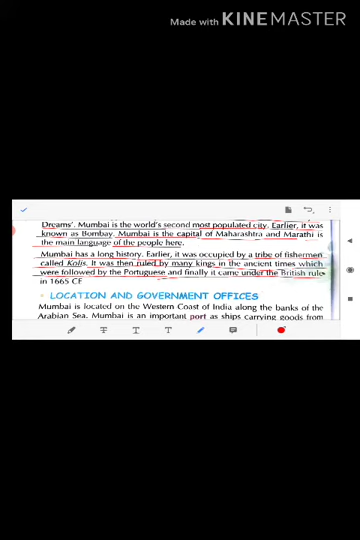 Made with KINEMASTER
Dreams'. Mumbai is the world's second most populated city. Earlier, it was
known as Bombay. Mumbai is the capital of Maharashtra and Marathi
is the main language of the people here.
Mumbai has a long history. Earlier, it was occupied by a tribe of fishermen
called Kolis. It was then ruled by many kings in the ancient times which
were followed by the Portuguese and finally it came under the British rule
in 1665 CE
LOCATION AND GOVERNMENT OFFICES
Mumbai is located on the Western Coast of India along the banks of the
Arabian Sea. Mumbai is an important port as ships carrying goods from